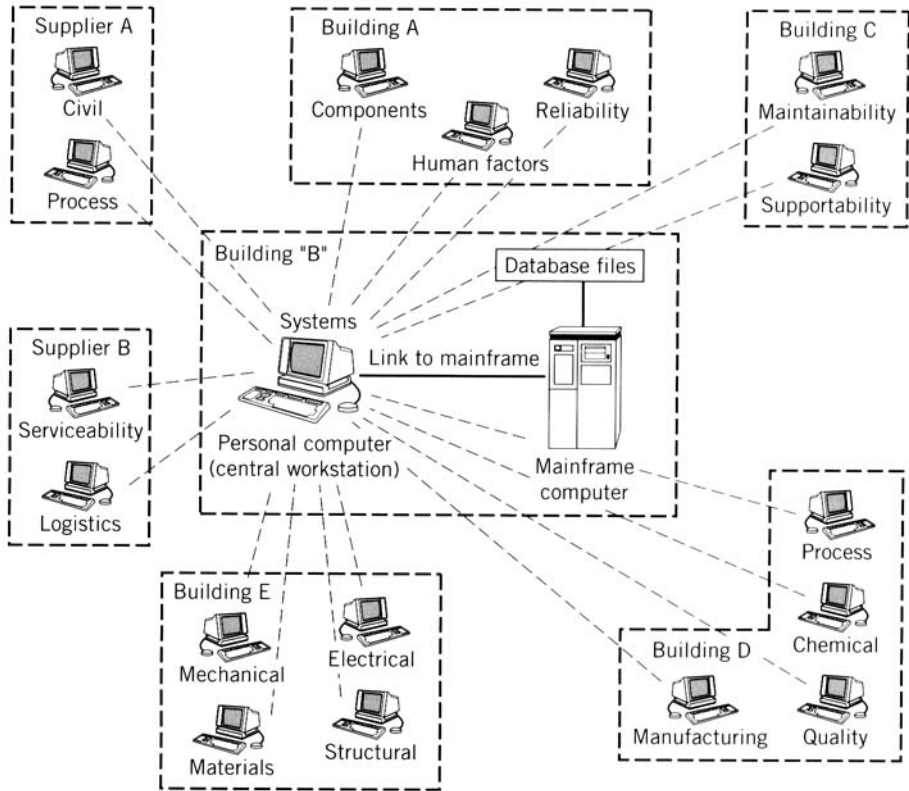 Supplier A
Civil
Process
Building A
Components
Reliability
Human factors
Building C
Maintainability
Supportability
Building "B"
Database files
Systems
Link to mainframe
Personal computer
(central workstation)
Mainframe
computer
Supplier B
Serviceability
Logistics
Building E
Mechanical
Electrical
Materials
Structural
Building D
Process
Chemical
Manufacturing
Quality